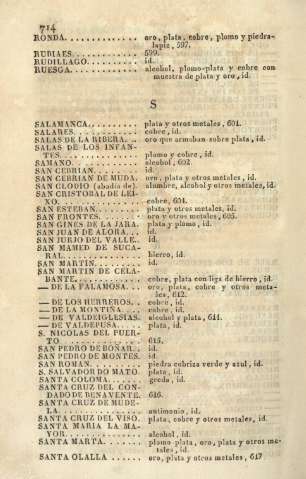 714
RONDA. . . . . . . . . . . . . . oro, plata, cobre, plomo y piedra-
lapiz, 597.
RUBIAES. . . . . . . . . . . . . 599.
RUDILLAGO. . . . . . . . . . . id.
RUESGA. . . . . . . . . . . . . . alcohol, plomo-plata y cobre con
muestra de plata y oro, id.
S
SALAMANCA. . . . . . . . . . . plata y otros metales, 601.
SALARES. . . . . . . . . . . . . cobre, id.
SALAS DE LA RIBERA. . . oro que armaban sobre plata, id.
SALAS DE LOS INFAN-
TES. . . . . . . . . . . . . . . plomo y cobre, id.
SAMANO. . . . . . . . . . . . . alcohol, 602.
SAN CEBRIAN. . . . . . . . . id.
SAN CEBRIAN DE MUDA. oro, plata y otros metales, id.
SAN CLODIO (abadía de). alambre, alcohol y otros metales, id.
SAN CRISTOBAL DE LEI-
XO. . . . . . . . . . . . . . . cobre, 604.
SAN ESTEBAN. . . . . . . . . plata y otros metales, id.
SAN FRONTES. . . . . . . . . oro y otros metales, 605.
SAN GINES DE LA JARA. plata y plomo, id.
SAN JUAN DE ALORA. . . id.
SAN JURJO DEL VALLE. . id.
SAN MAMED DE SUCA-
RAL. . . . . . . . . . . . . . hierro, id.
SAN MARTIN. . . . . . . . . . id.
SAN MARTIN DE CELA-
BANTE. . . . . . . . . . . . cobre, plata con liga de hierro, id.
— DE LA FALAMOSA. . . . oro, plata, cobre y otros meta-
les, 612.
— DE LOS HERREROS. . . cobre, id.
— DE LA MONTIÑA. . . . . cobre, id.
— DE VALDEIGLESIAS. . . alcohol y plata, 614.
— DE VALDEPUSA. . . . . . plata, id.
S. NICOLAS DEL PUER-
TO. . . . . . . . . . . . . . . 615.
SAN PEDRO DE BOÑAR. . id.
SAN PEDRO DE MONTES. id.
SAN ROMAN. . . . . . . . . . piedra cobriza verde y azul, id.
S. SALVADOR DO MATO. plata, id.
SANTA COLOMA. . . . . . . greda, id.
SANTA CRUZ DEL CON-
DADO DE BENAVENTE. 616.
SANTA CRUZ DE MUDE-
LA. . . . . . . . . . . . . . . antimonio, id.
SANTA CRUZ DEL VISO. plata, cobre y otros metales, id.
SANTA MARIA LA MA-
YOR. . . . . . . . . . . . . . alcohol, id.
SANTA MARTA. . . . . . . . plomo plata, oro, plata y otros me-
tales, id.
SANTA OLALLA . . . . . . . oro, plata y otros metales, 617